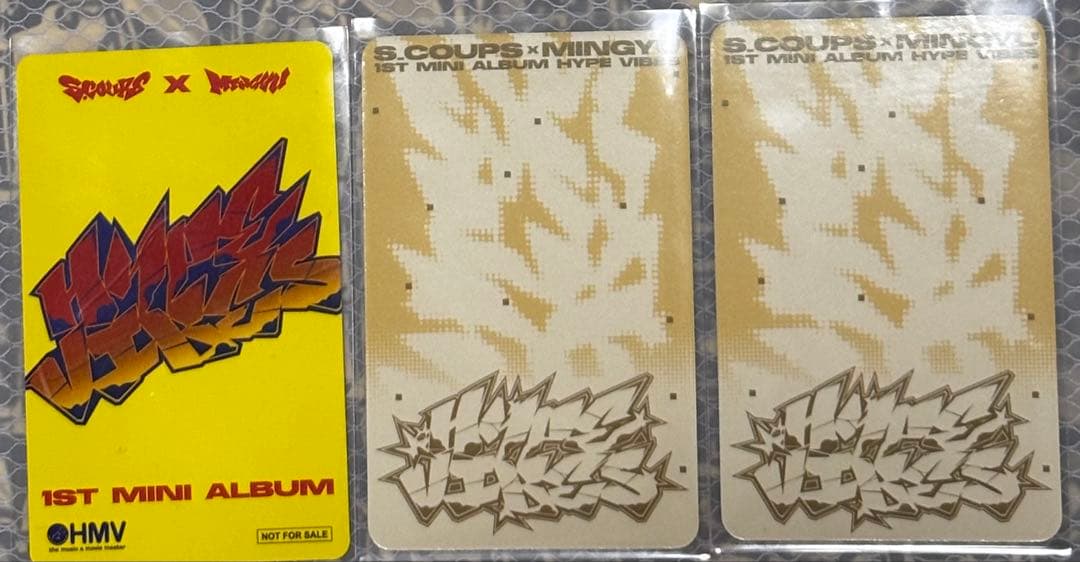 S.COUPS X MINGYU
HYPE
VIBES
1ST MINI ALBUM
HMV
the music & movie master
NOT FOR SALE
S.COUPS × MINGYU
1ST MINI ALBUM HYPE VIBES
HYPE
VIBES
S.COUPS × MINGYU
1ST MINI ALBUM HYPE VIBES
HYPE
VIBES